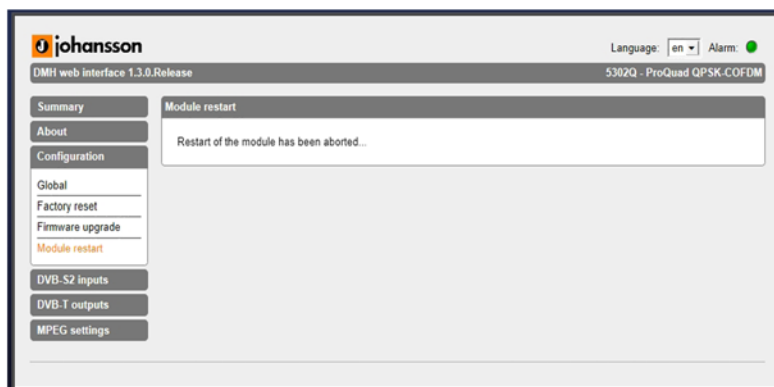 johansson
Language: en Alarm:
DMH web interface 1.3.0.Release 5302Q - ProQuad QPSK-COFDM
Summary
About
Configuration
Global
Factory reset
Firmware upgrade
Module restart
DVB-S2 inputs
DVB-T outputs
MPEG settings
Module restart
Restart of the module has been aborted...